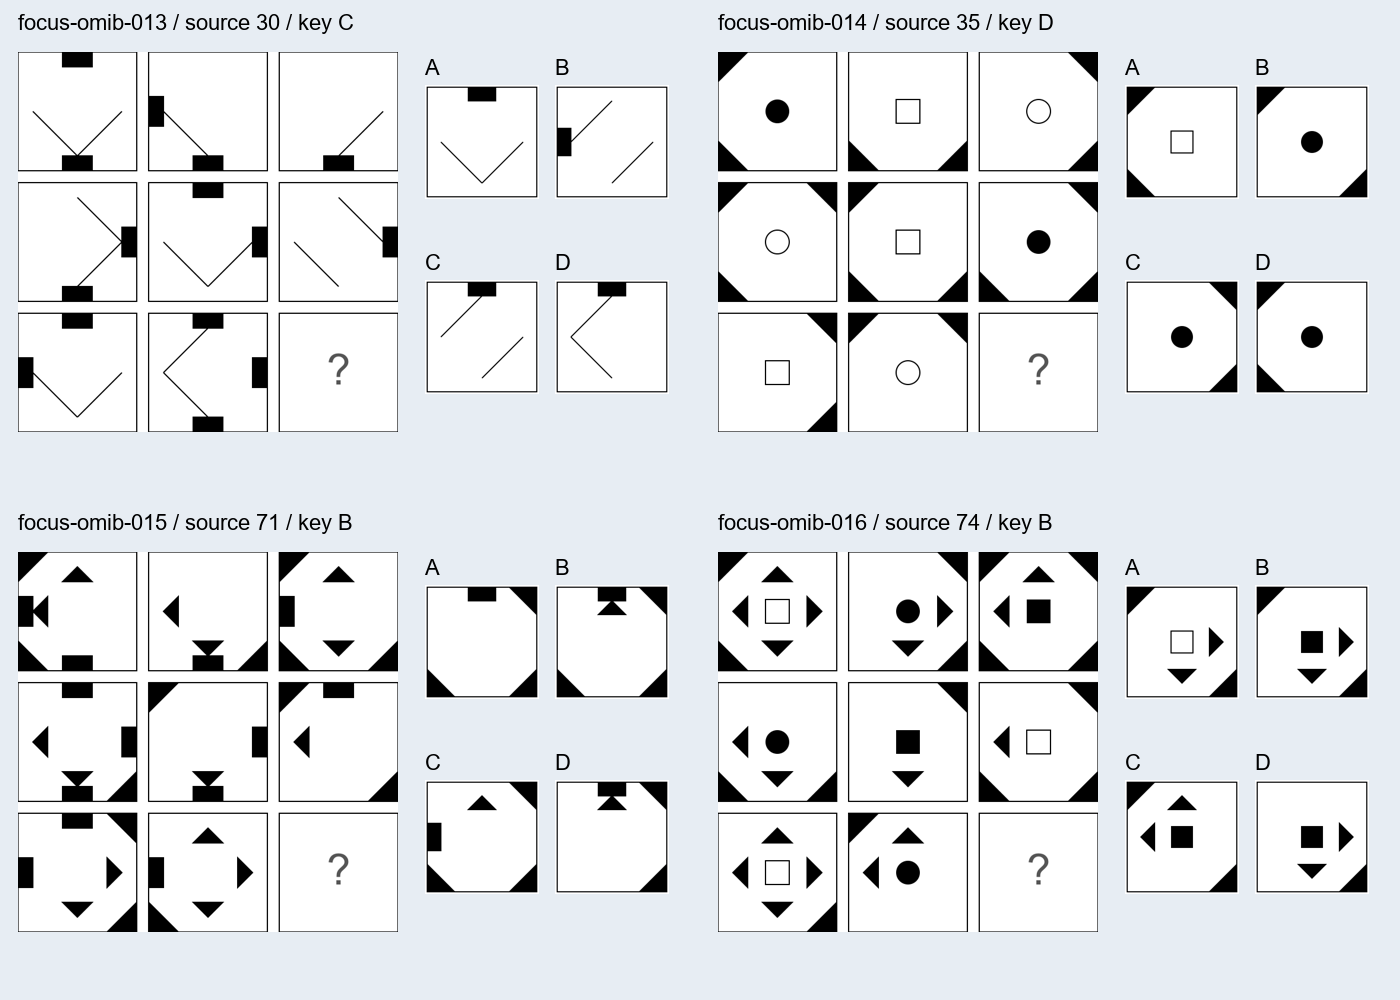 focus-omib-013 / source 30 / key C
A
B
?
C
D
focus-omib-014 / source 35 / key D
A
B
?
C
D
focus-omib-015 / source 71 / key B
A
B
?
C
D
focus-omib-016 / source 74 / key B
A
B
?
C
D